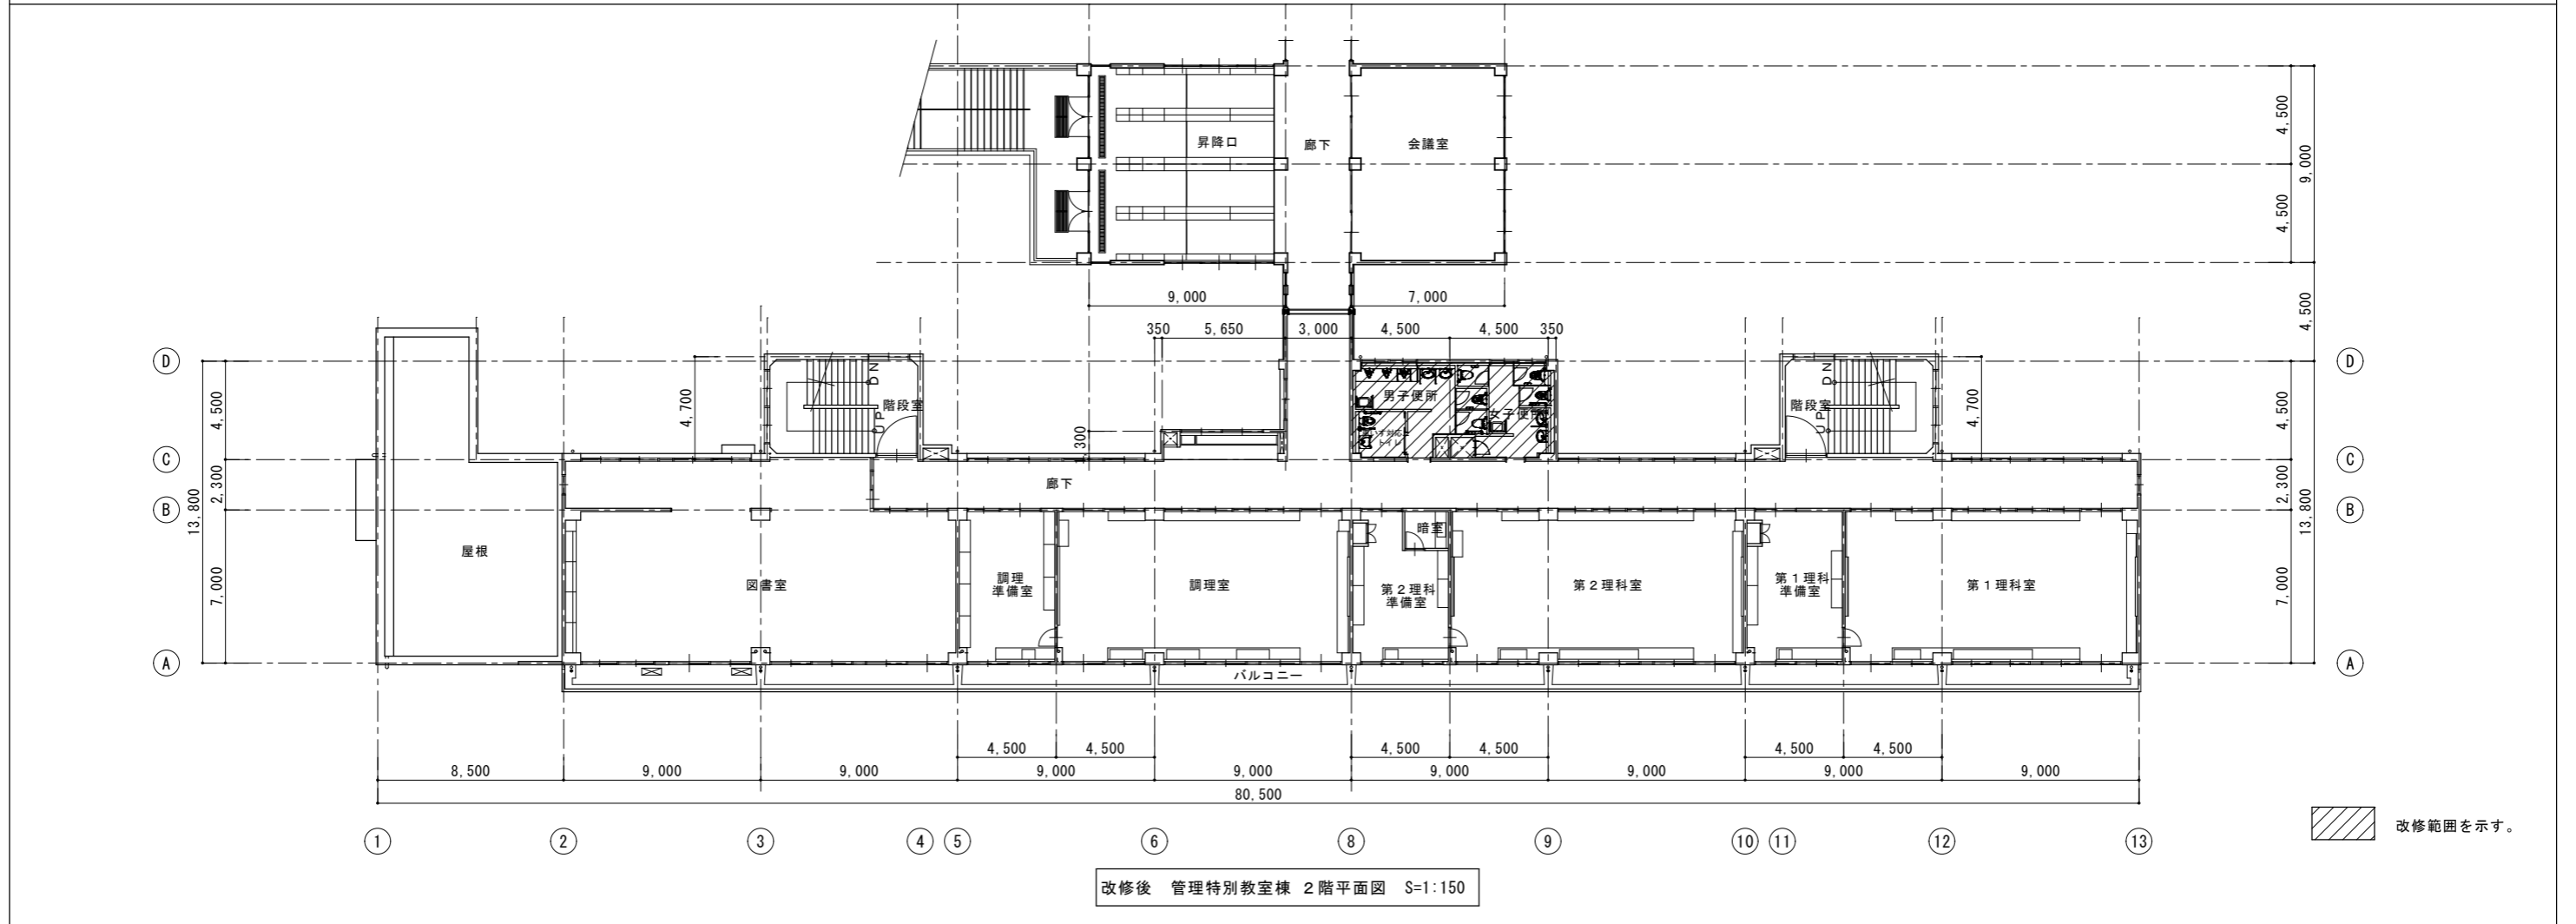 4,500
昇降口
廊下
会議室
9,000
4,500
9,000
7,000
4,500
350
5,650
3,000
4,500
4,500
350
D
DN
DN
D
4,500
4,700
階段室
UP
男子便所
女子便所
階段室
UP
4,700
4,500
300
トイレ
C
C
2,300
廊下
2,300
13,800
13,800
B
B
暗室
屋根
図書室
調理
準備室
調理室
第2理科
準備室
第2理科室
第1理科
準備室
第1理科室
7,000
7,000
A
A
バルコニー
4,500
4,500
4,500
4,500
4,500
4,500
8,500
9,000
9,000
9,000
9,000
9,000
9,000
9,000
9,000
80,500
改修範囲を示す。
1
2
3
4
5
6
8
9
10
11
12
13
改修後 管理特別教室棟 2階平面図 S=1:150